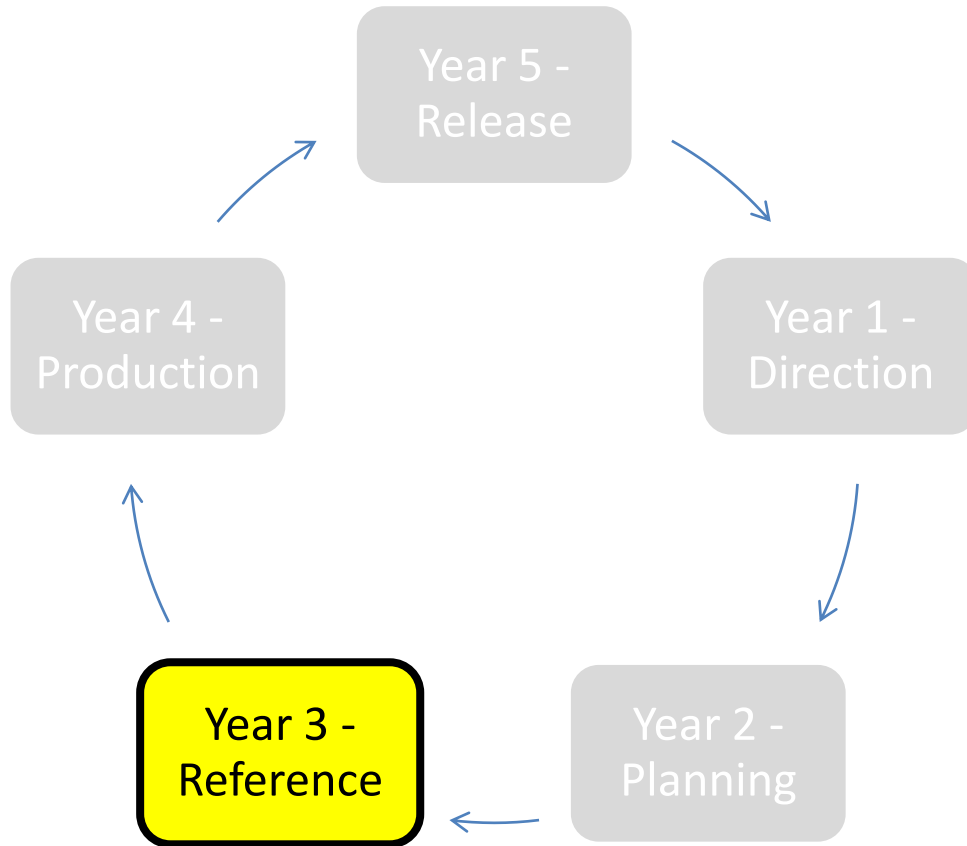 Year 5 -
Release
Year 4 -
Production
Year 1 -
Direction
Year 3 -
Reference
Year 2 -
Planning